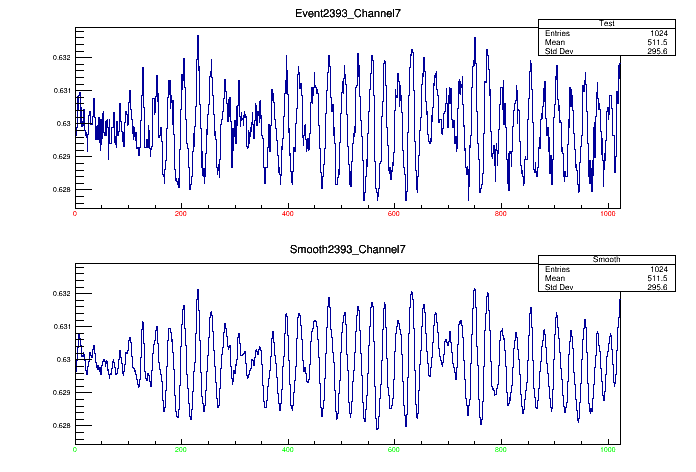 Event2393_Channel7
Test
Entries 1024
Mean 511.5
Std Dev 295.6
0.632
0.631
0.63
0.629
0.628
0 200 400 600 800 1000
Smooth2393_Channel7
Smooth
Entries 1024
Mean 511.5
Std Dev 295.6
0.632
0.631
0.63
0.629
0.628
0 200 400 600 800 1000